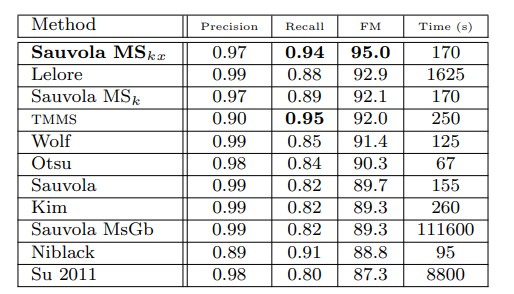 Method Precision Recall FM Time (s)
Sauvola MSkx 0.97 0.94 95.0 170
Lelore 0.99 0.88 92.9 1625
Sauvola MSk 0.97 0.89 92.1 170
TMMS 0.90 0.95 92.0 250
Wolf 0.99 0.85 91.4 125
Otsu 0.98 0.84 90.3 67
Sauvola 0.99 0.82 89.7 155
Kim 0.99 0.82 89.3 260
Sauvola MsGb 0.99 0.82 89.3 111600
Niblack 0.89 0.91 88.8 95
Su 2011 0.98 0.80 87.3 8800